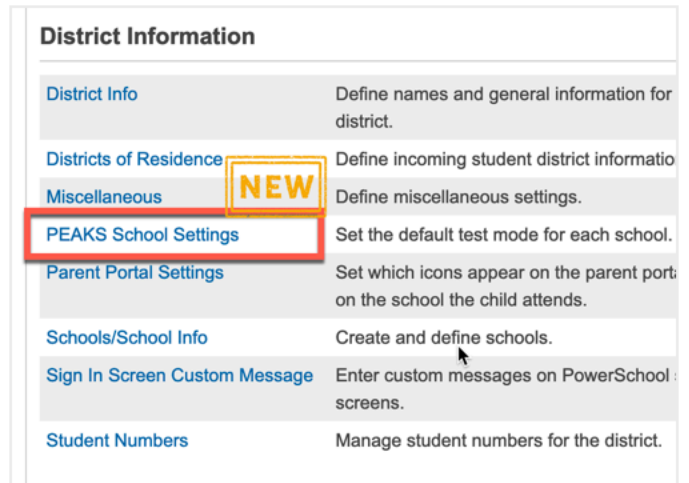 District Information
District Info
Define names and general information for
district.
Districts of Residence
Define incoming student district informatio
NEW
Miscellaneous
Define miscellaneous settings.
PEAKS School Settings
Set the default test mode for each school.
Parent Portal Settings
Set which icons appear on the parent porta
on the school the child attends.
Schools/School Info
Create and define schools.
Sign In Screen Custom Message
Enter custom messages on PowerSchool
screens.
Student Numbers
Manage student numbers for the district.